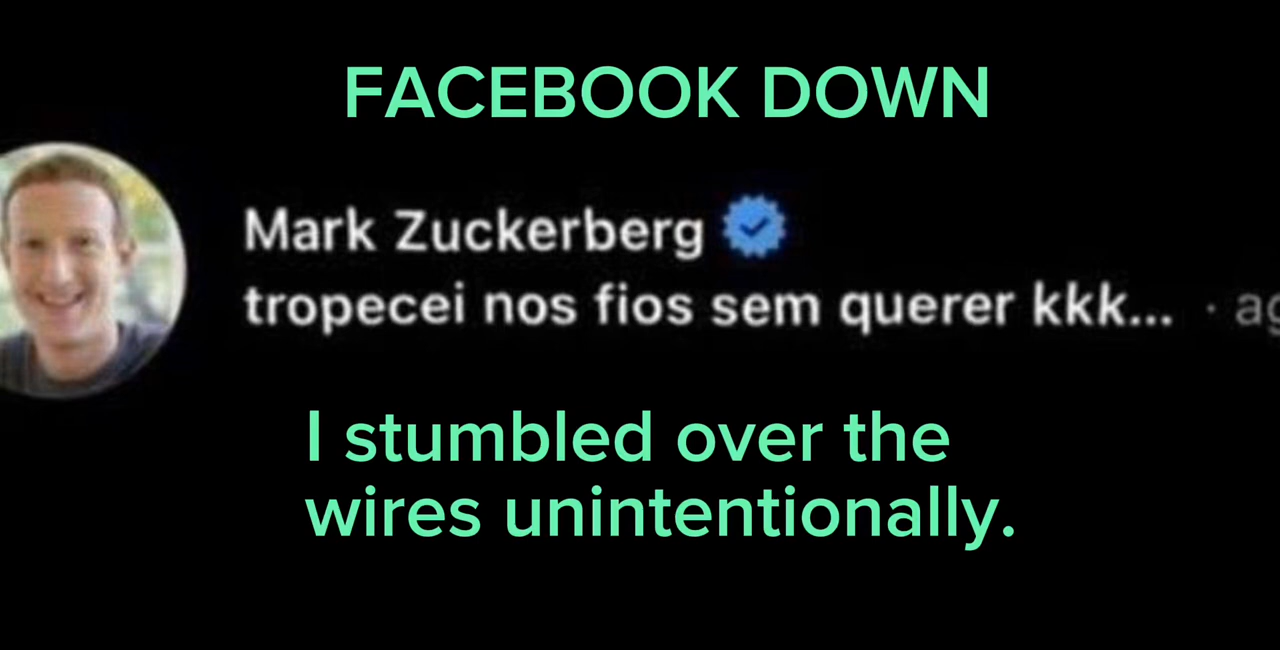 FACEBOOK DOWN
Mark Zuckerberg
tropecei nos fios sem querer kkk... ·
I stumbled over the
wires unintentionally.